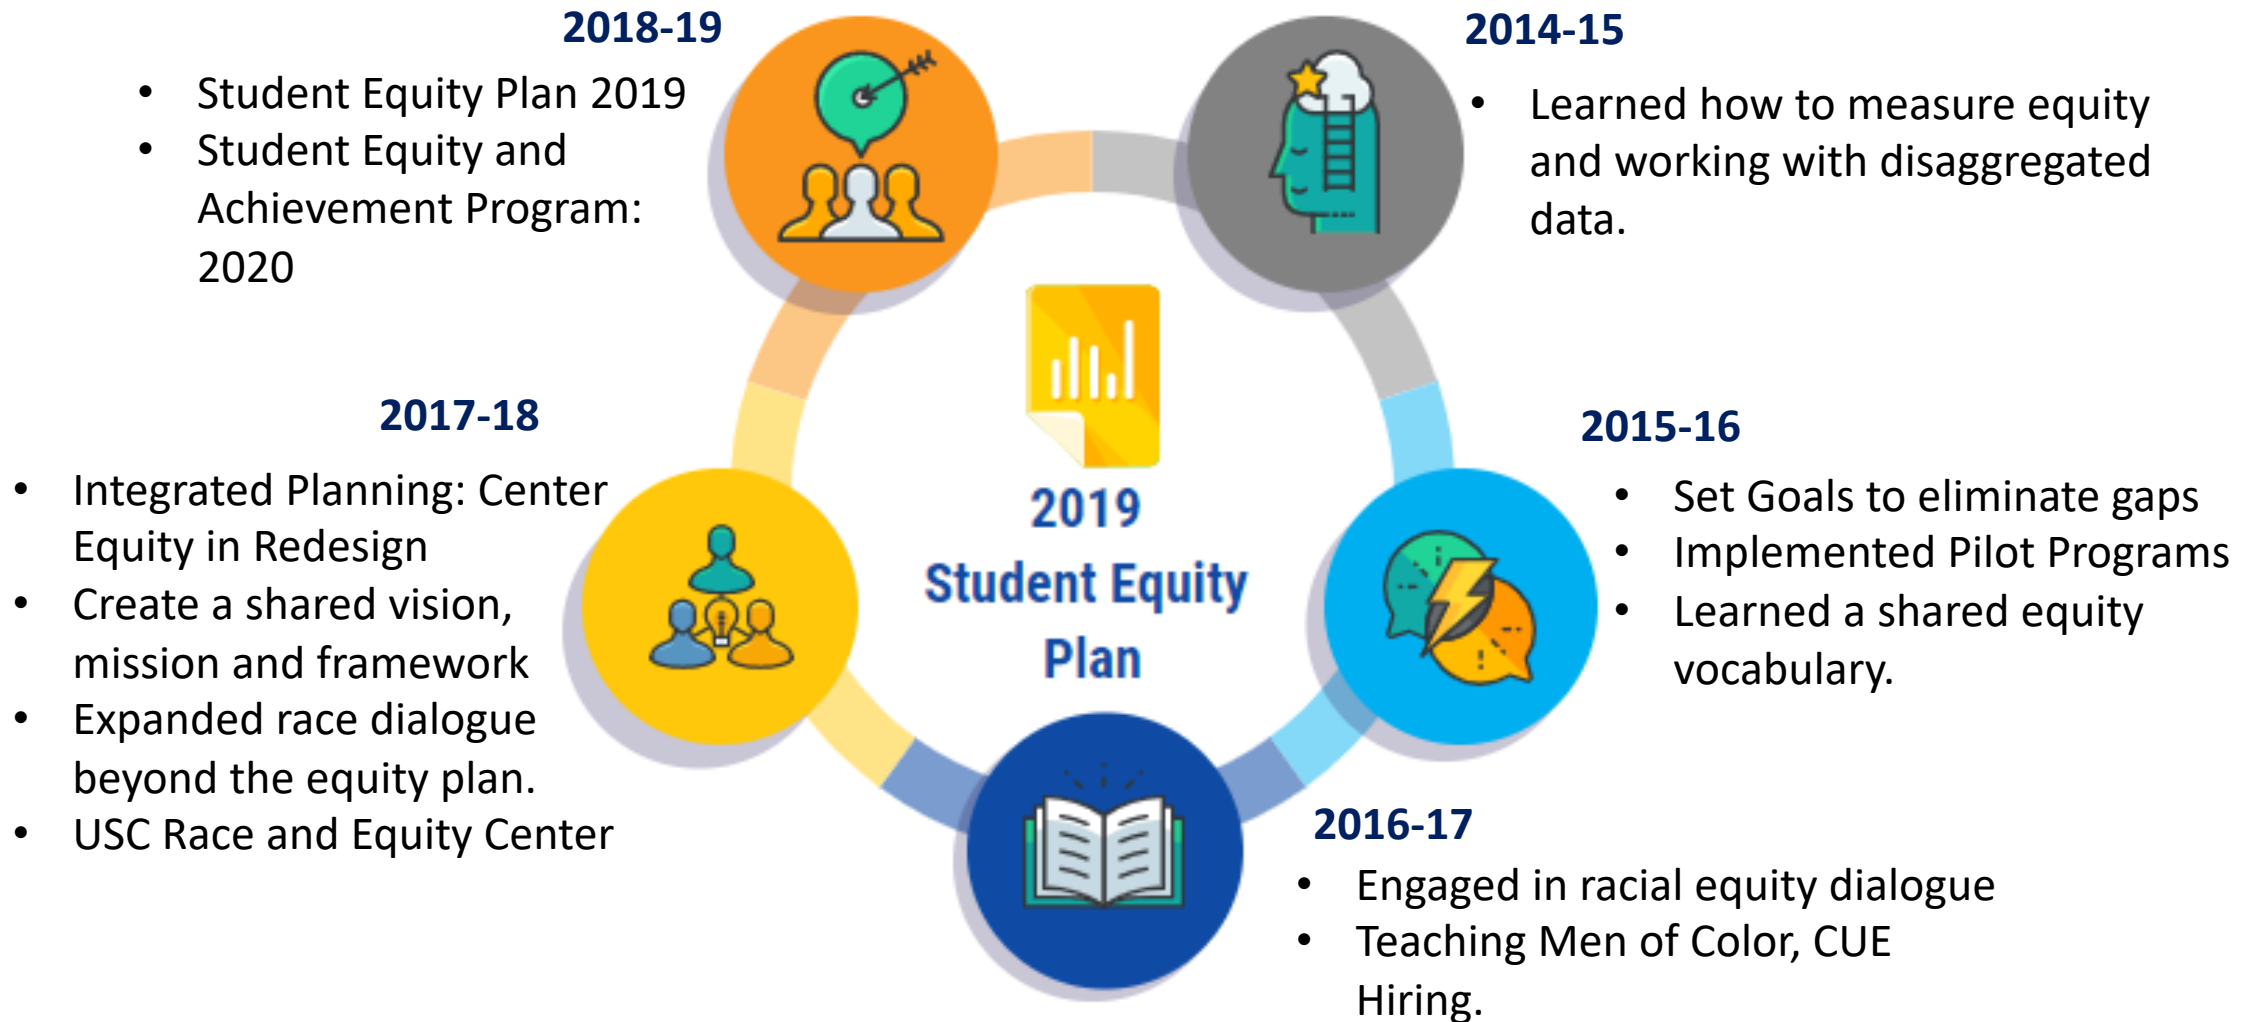 2018-19
• Student Equity Plan 2019
• Student Equity and
Achievement Program:
2020
2014-15
• Learned how to measure equity
and working with disaggregated
data.
2017-18
• Integrated Planning: Center
Equity in Redesign
• Create a shared vision,
mission and framework
• Expanded race dialogue
beyond the equity plan.
• USC Race and Equity Center
2019
Student Equity
Plan
2015-16
• Set Goals to eliminate gaps
• Implemented Pilot Programs
• Learned a shared equity
vocabulary.
2016-17
• Engaged in racial equity dialogue
• Teaching Men of Color, CUE
Hiring.